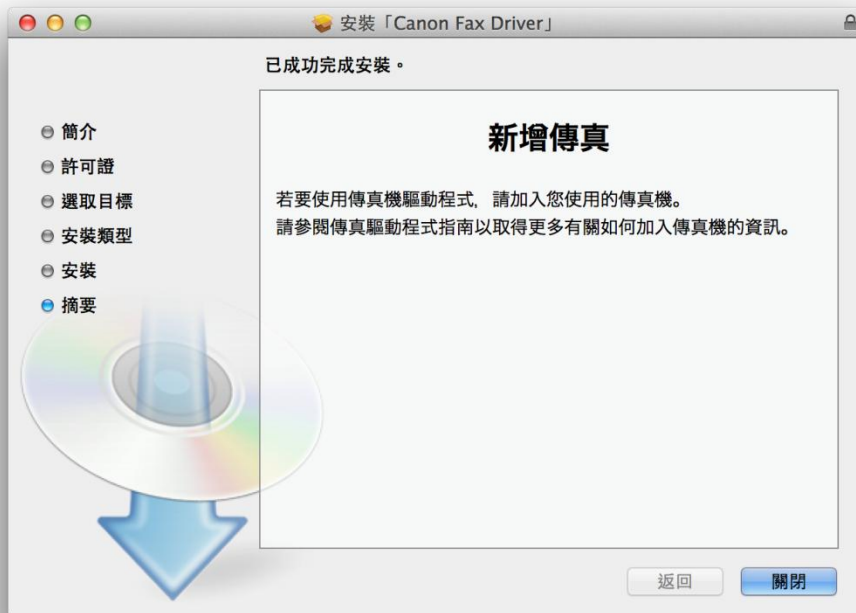 安裝「Canon Fax Driver」
已成功完成安裝。
簡介
許可證
選取目標
安裝類型
安裝
摘要
新增傳真
若要使用傳真機驅動程式，請加入您使用的傳真機。
請參閱傳真驅動程式指南以取得更多有關如何加入傳真機的資訊。
返回
關閉